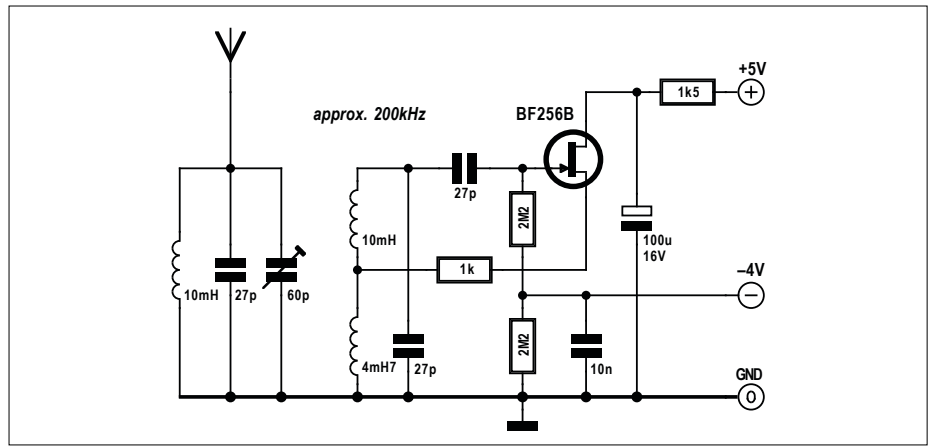 +5V
1k5
approx. 200kHz
BF256B
27p
2M2
100u
16V
10mH
1k
–4V
10mH
27p
60p
2M2
4mH7
27p
10n
GND
0